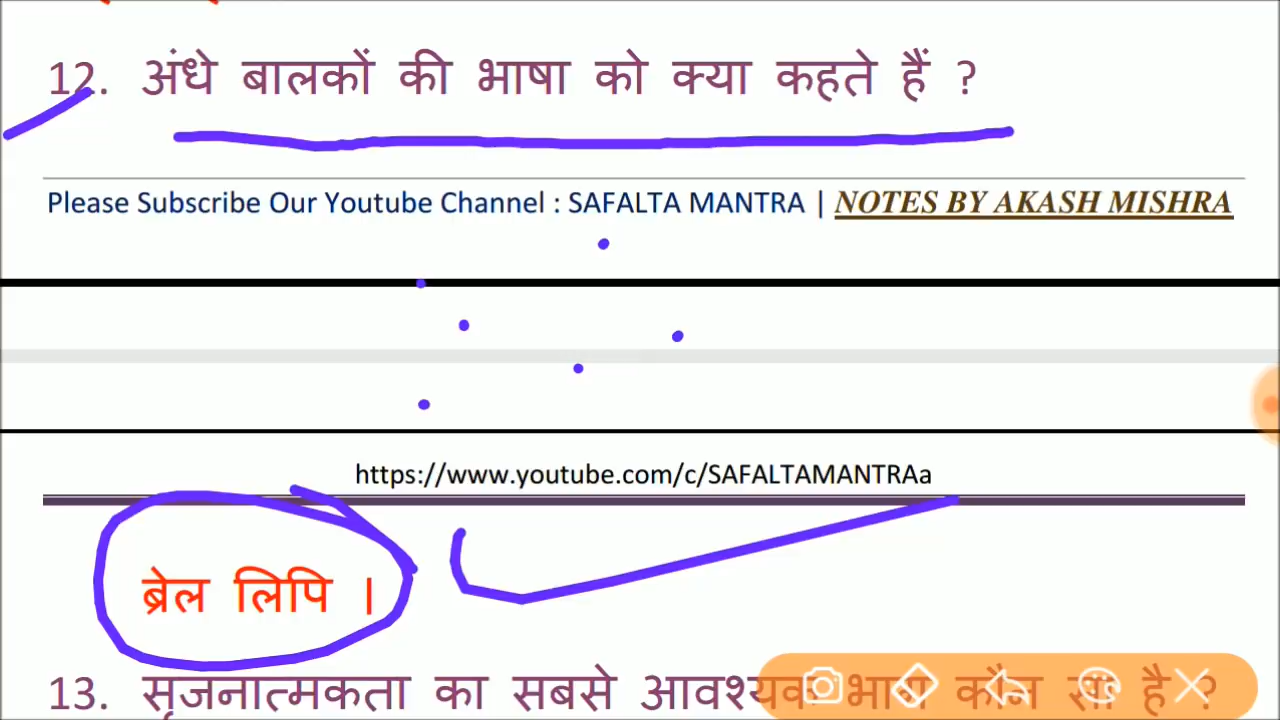 12. अंधे बालकों की भाषा को क्या कहते हैं ?
Please Subscribe Our Youtube Channel : SAFALTA MANTRA | NOTES BY AKASH MISHRA
https://www.youtube.com/c/SAFALTAMANTRAa
ब्रेल लिपि ।
13. सृजनात्मकता का सबसे आवश्यक भाग कौन सा है ?